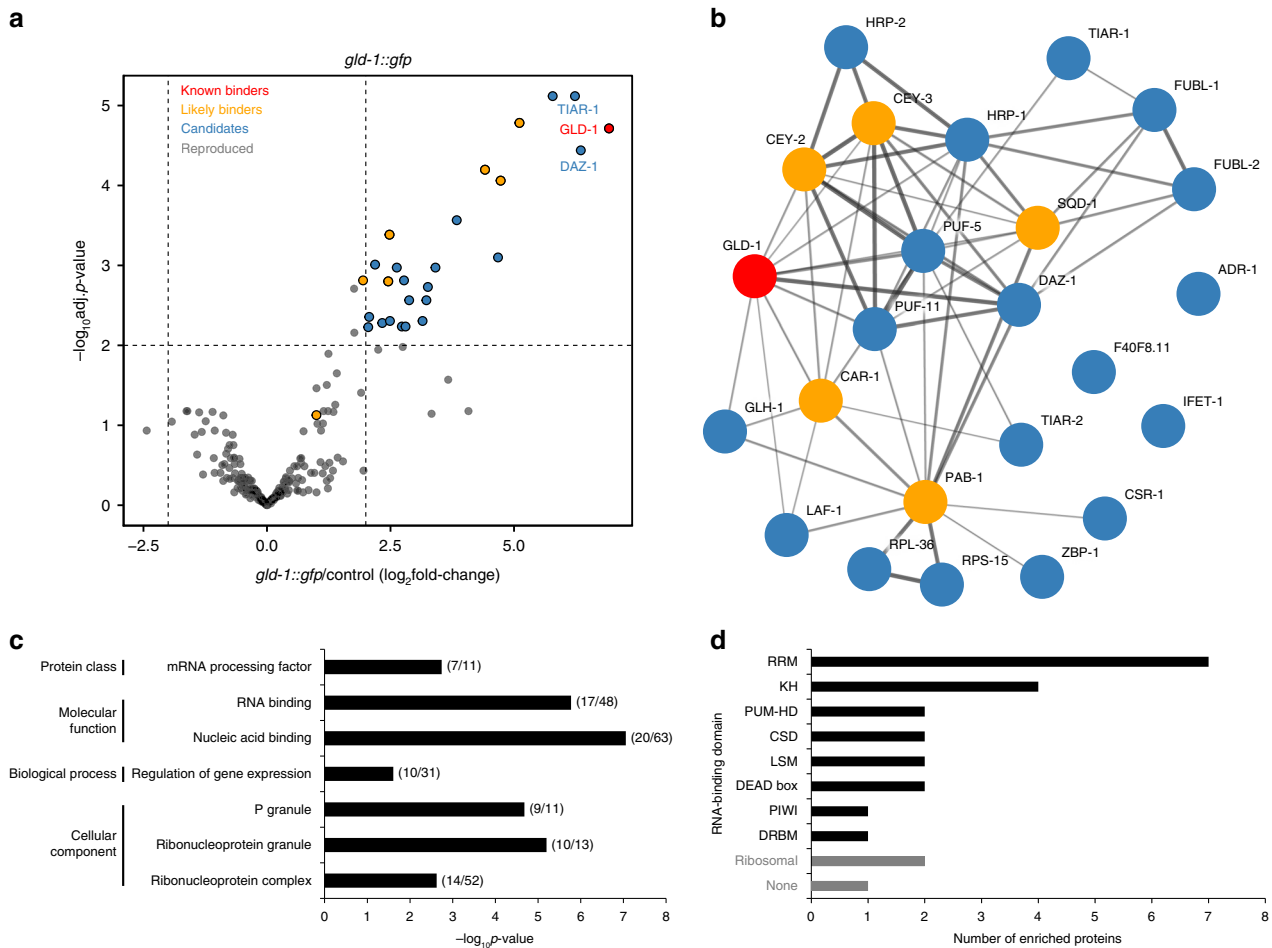 a
gld-1::gfp
Known binders
Likely binders
Candidates
Reproduced
TIAR-1
GLD-1
DAZ-1
5
4
3
2
1
0
−log10adj.p-value
−2.5 0.0 2.5 5.0
gld-1::gfp/control (log2fold-change)
b
HRP-2
TIAR-1
FUBL-1
CEY-3
HRP-1
CEY-2
FUBL-2
SQD-1
PUF-5
GLD-1
ADR-1
DAZ-1
PUF-11
F40F8.11
CAR-1
IFET-1
GLH-1
TIAR-2
PAB-1
CSR-1
LAF-1
RPL-36
RPS-15
ZBP-1
c
Protein class
mRNA processing factor (7/11)
Molecular
function
RNA binding (17/48)
Nucleic acid binding (20/63)
Biological process
Regulation of gene expression (10/31)
Cellular
component
P granule (9/11)
Ribonucleoprotein granule (10/13)
Ribonucleoprotein complex (14/52)
0 1 2 3 4 5 6 7 8
−log10p-value
d
RNA-binding domain
RRM
KH
PUM-HD
CSD
LSM
DEAD box
PIWI
DRBM
Ribosomal
None
0 1 2 3 4 5 6 7 8
Number of enriched proteins